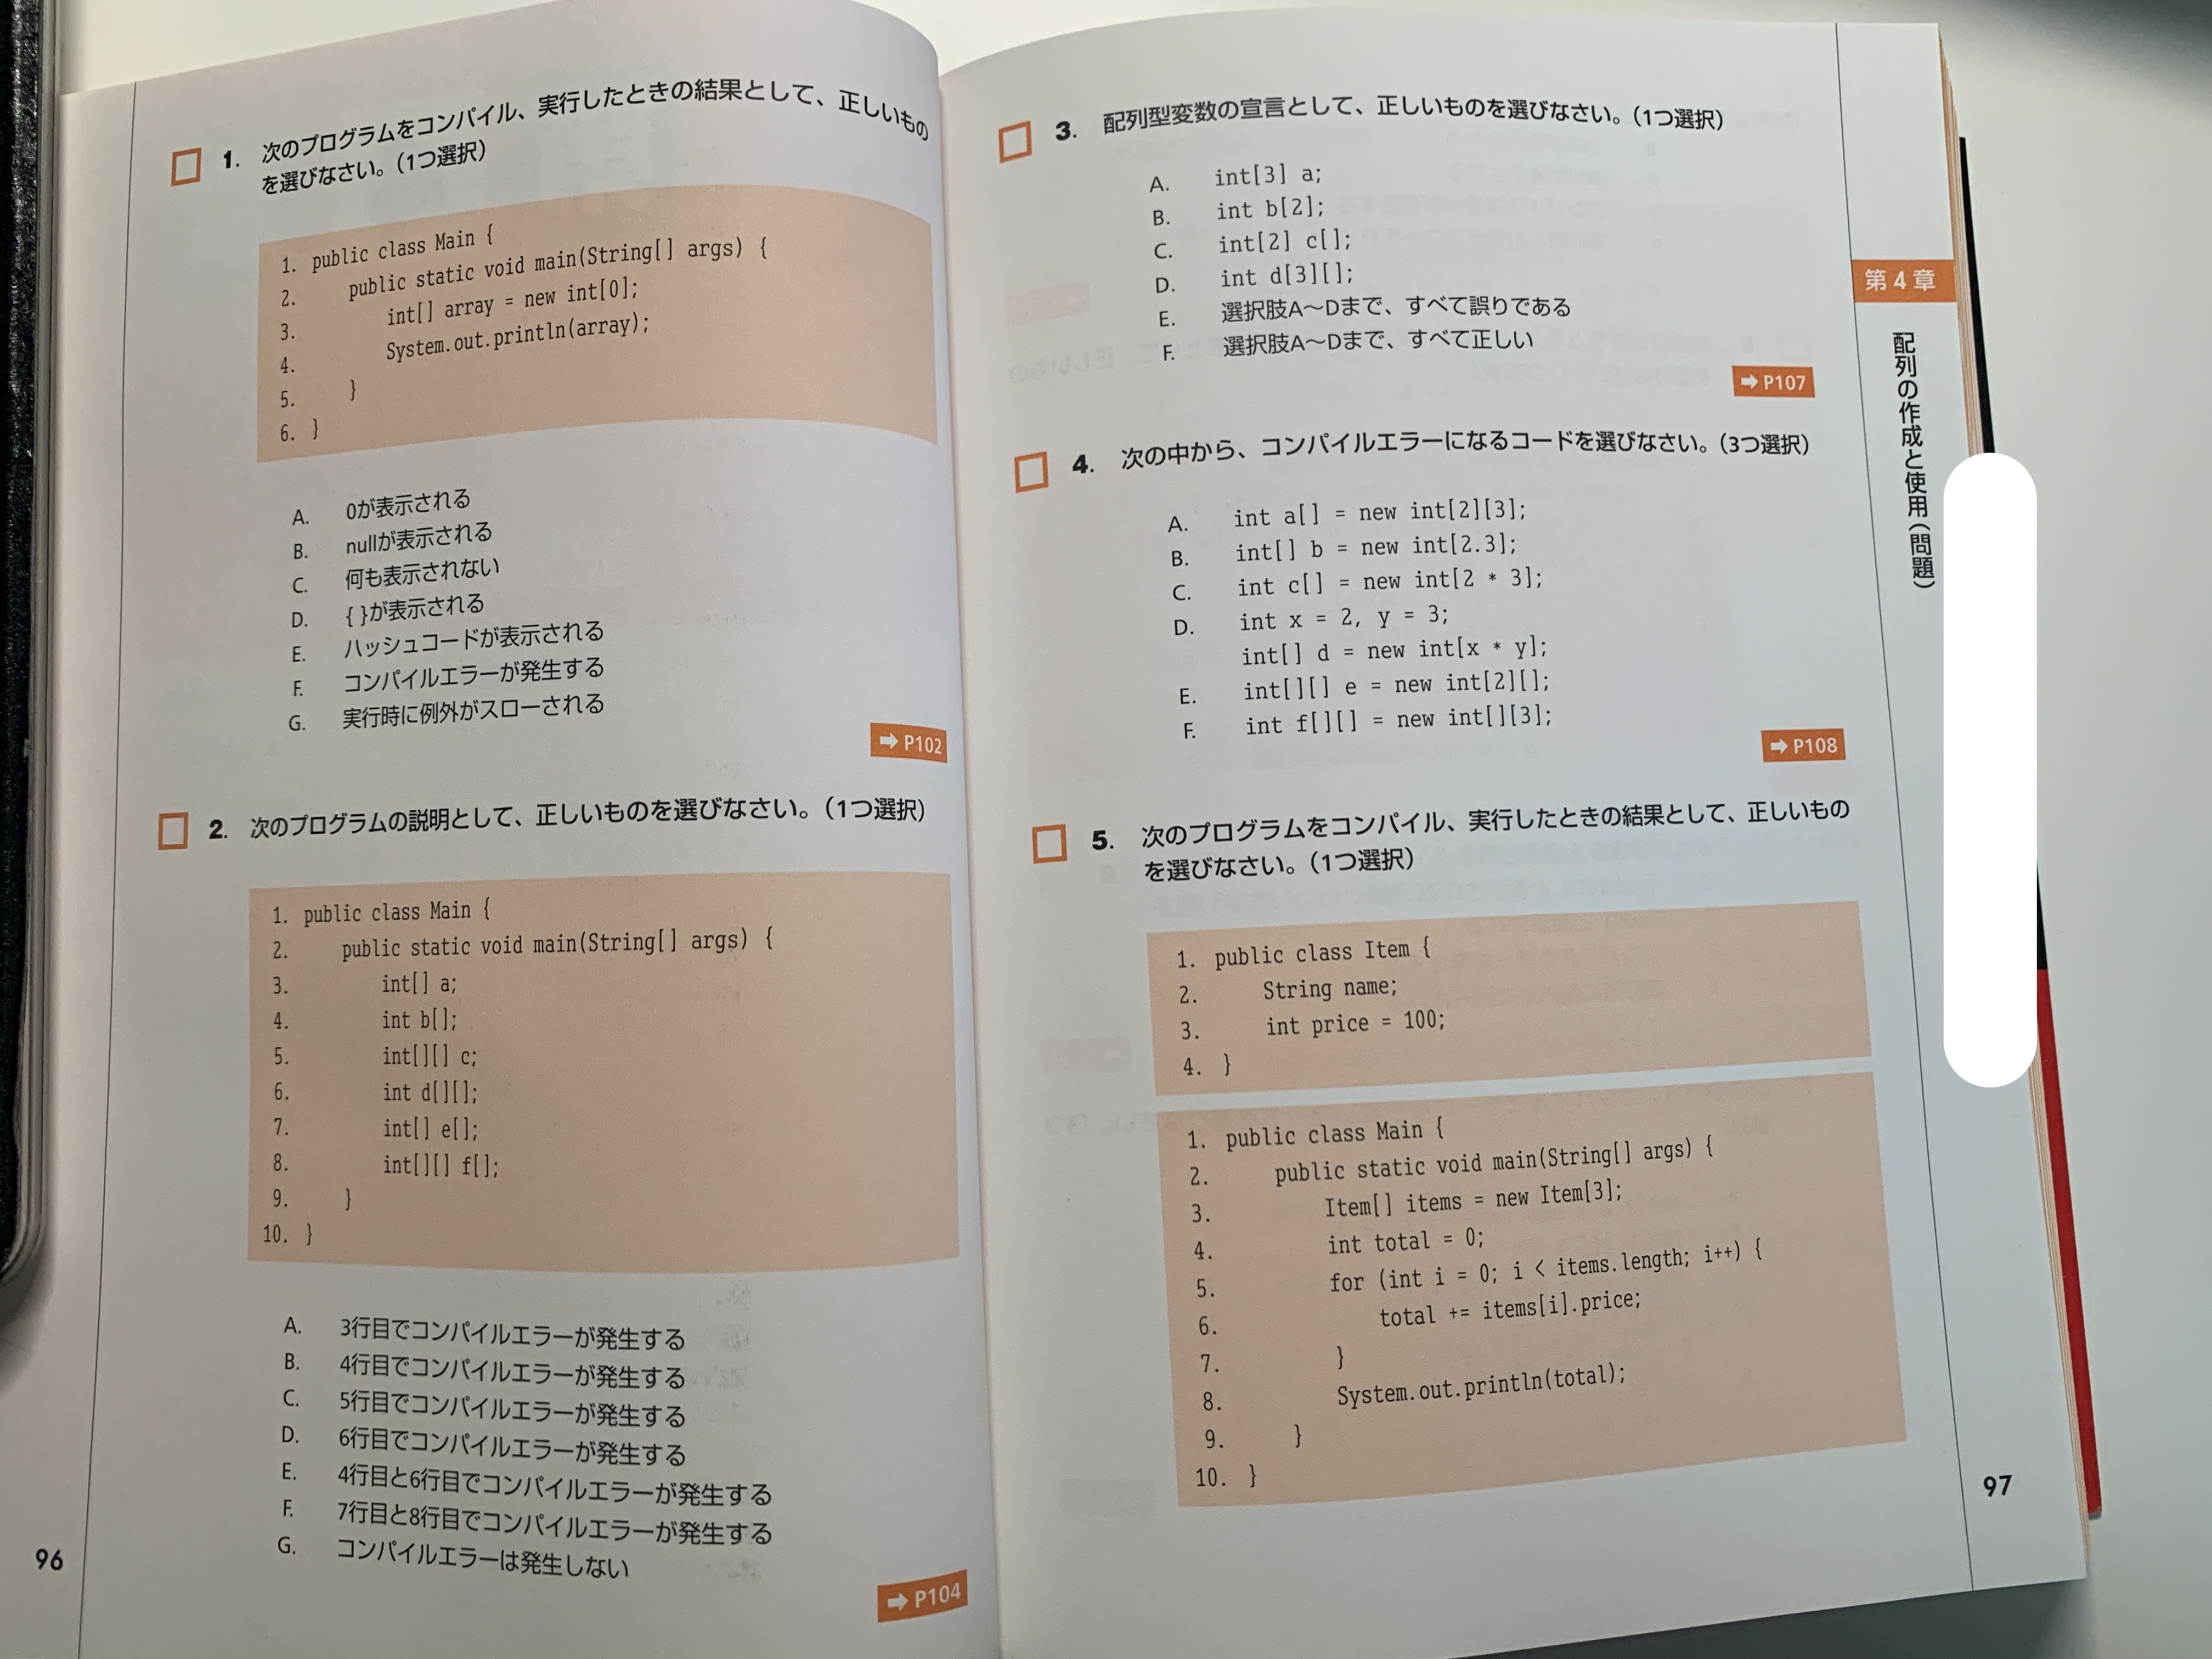 1. 次のプログラムをコンパイル、実行したときの結果として、正しいもの
を選びなさい。(1つ選択)
1. public class Main {
2. public static void main(String[] args) {
3. int[] array = new int[0];
4. System.out.println(array);
5. }
6. }
A. 0が表示される
B. nullが表示される
C. 何も表示されない
D. { }が表示される
E. ハッシュコードが表示される
F. コンパイルエラーが発生する
G. 実行時に例外がスローされる
➡ P102
2. 次のプログラムの説明として、正しいものを選びなさい。(1つ選択)
1. public class Main {
2. public static void main(String[] args) {
3. int[] a;
4. int b[];
5. int[][] c;
6. int d[][];
7. int[] e[];
8. int[][] f[];
9. }
10. }
A. 3行目でコンパイルエラーが発生する
B. 4行目でコンパイルエラーが発生する
C. 5行目でコンパイルエラーが発生する
D. 6行目でコンパイルエラーが発生する
E. 4行目と6行目でコンパイルエラーが発生する
F. 7行目と8行目でコンパイルエラーが発生する
G. コンパイルエラーは発生しない
➡ P104
96
3. 配列型変数の宣言として、正しいものを選びなさい。(1つ選択)
A. int[3] a;
B. int b[2];
C. int[2] c[];
D. int d[3][];
E. 選択肢A〜Dまで、すべて誤りである
F. 選択肢A〜Dまで、すべて正しい
➡ P107
4. 次の中から、コンパイルエラーになるコードを選びなさい。(3つ選択)
A. int a[] = new int[2][3];
B. int[] b = new int[2.3];
C. int c[] = new int[2 * 3];
D. int x = 2, y = 3;
int[] d = new int[x * y];
E. int[][] e = new int[2][];
F. int f[][] = new int[][3];
➡ P108
5. 次のプログラムをコンパイル、実行したときの結果として、正しいもの
を選びなさい。(1つ選択)
1. public class Item {
2. String name;
3. int price = 100;
4. }
1. public class Main {
2. public static void main(String[] args) {
3. Item[] items = new Item[3];
4. int total = 0;
5. for (int i = 0; i < items.length; i++) {
6. total += items[i].price;
7. }
8. System.out.println(total);
9. }
10. }
第4章
配列の作成と使用(問題)
97